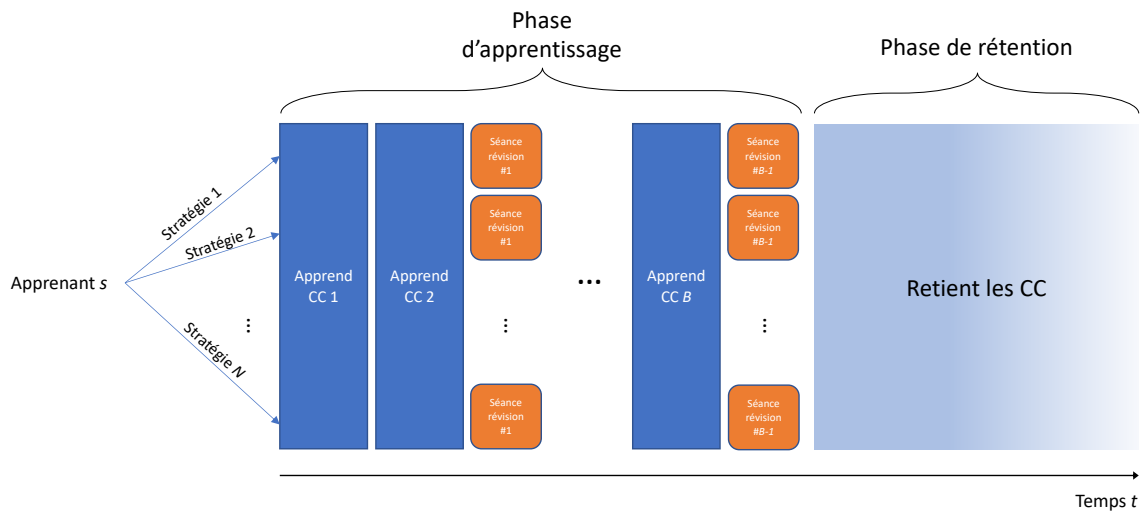 Phase
d'apprentissage
Phase de rétention
Apprenant s
Stratégie 1
Stratégie 2
...
Stratégie N
Apprend
CC 1
Apprend
CC 2
Séance
révision
#1
Séance
révision
#1
...
Séance
révision
#1
...
Apprend
CC B
Séance
révision
#B-1
Séance
révision
#B-1
...
Séance
révision
#B-1
Retient les CC
Temps t